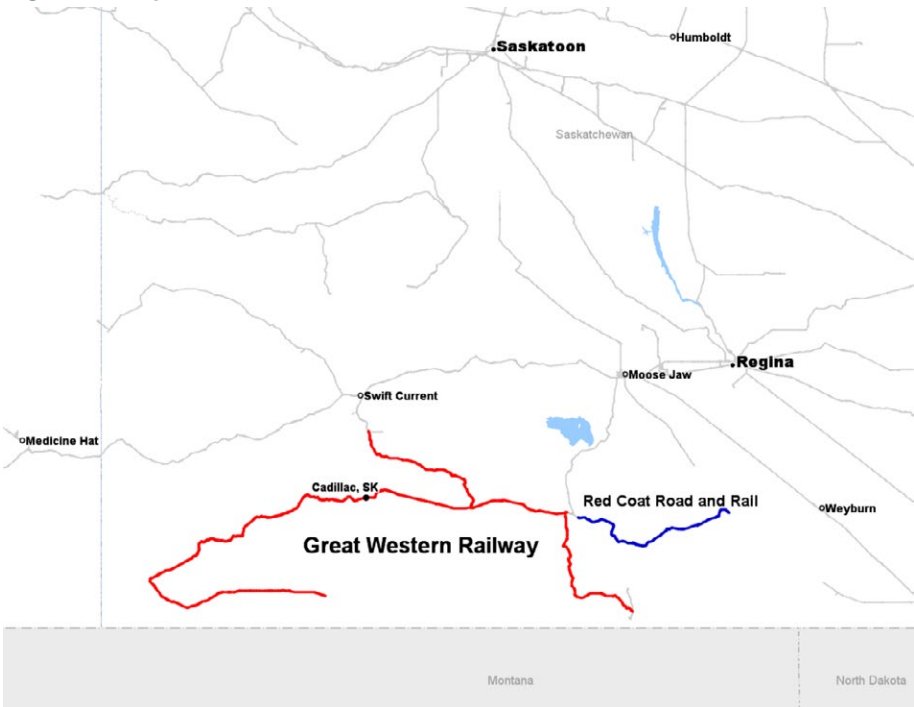 Humboldt
Saskatoon
Saskatchewan
Regina
Moose Jaw
Swift Current
Medicine Hat
Cadillac, SK
Red Coat Road and Rail
Weyburn
Great Western Railway
Montana
North Dakota